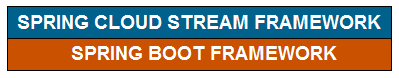 SPRING CLOUD STREAM FRAMEWORK
SPRING BOOT FRAMEWORK